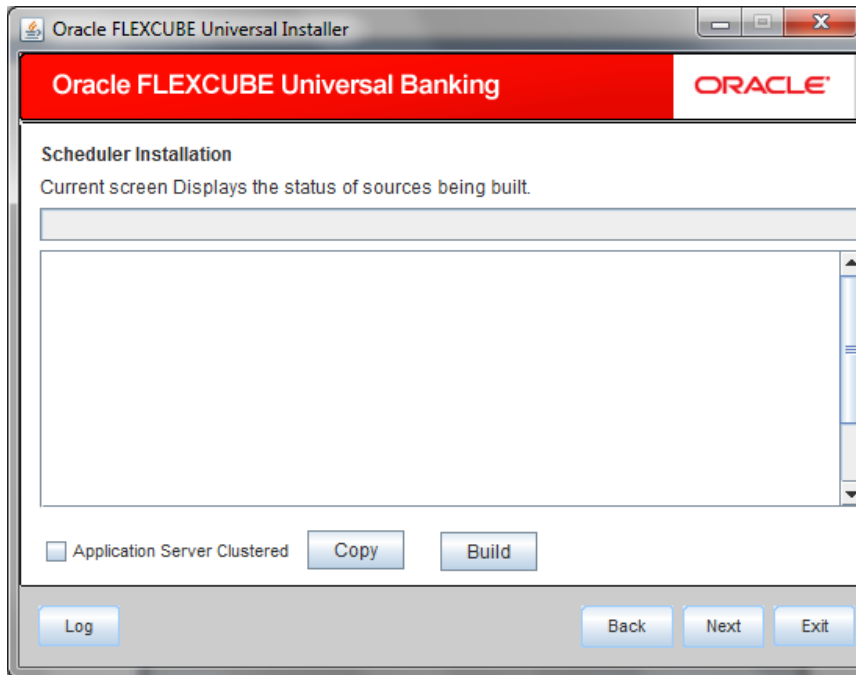 Oracle FLEXCUBE Universal Installer
Oracle FLEXCUBE Universal Banking
ORACLE
Scheduler Installation
Current screen Displays the status of sources being built.
Application Server Clustered Copy Build
Log Back Next Exit